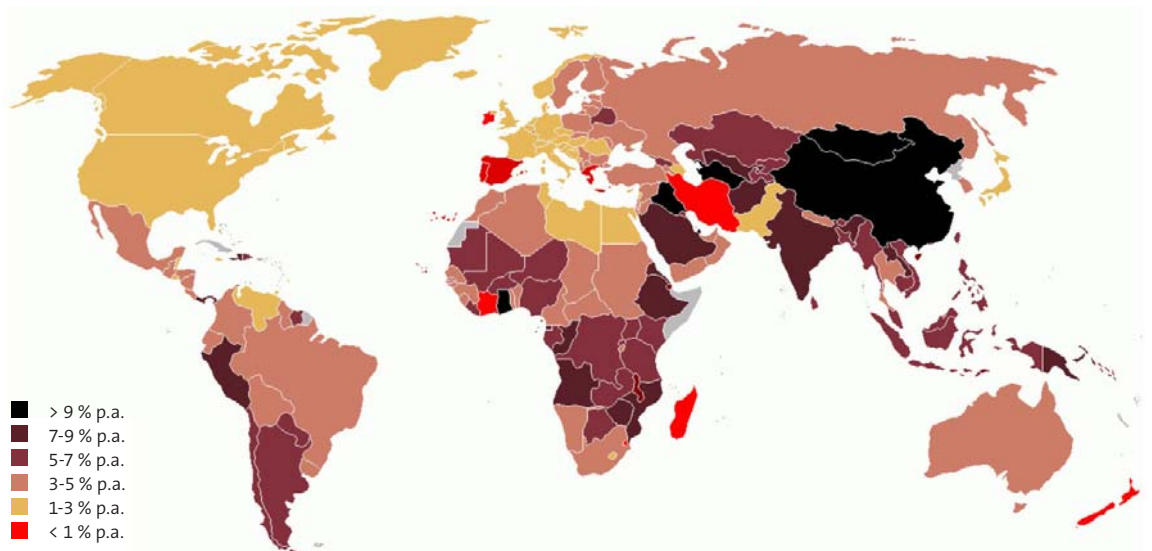 > 9 % p.a.
7-9 % p.a.
5-7 % p.a.
3-5 % p.a.
1-3 % p.a.
< 1 % p.a.